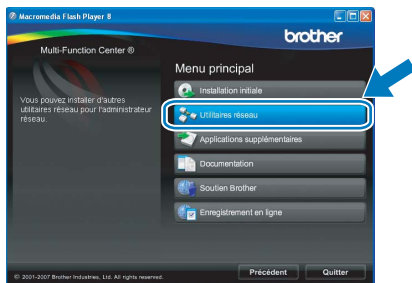 Macromedia Flash Player 8
brother
Multi-Function Center ®
Menu principal
Vous pouvez installer d'autres
utilitaires réseau pour l'administrateur
réseau.
Installation initiale
Utilitaires réseau
Applications supplémentaires
Documentation
Soutien Brother
Enregistrement en ligne
© 2001-2007 Brother Industries, Ltd. All rights reserved.
Précédent
Quitter